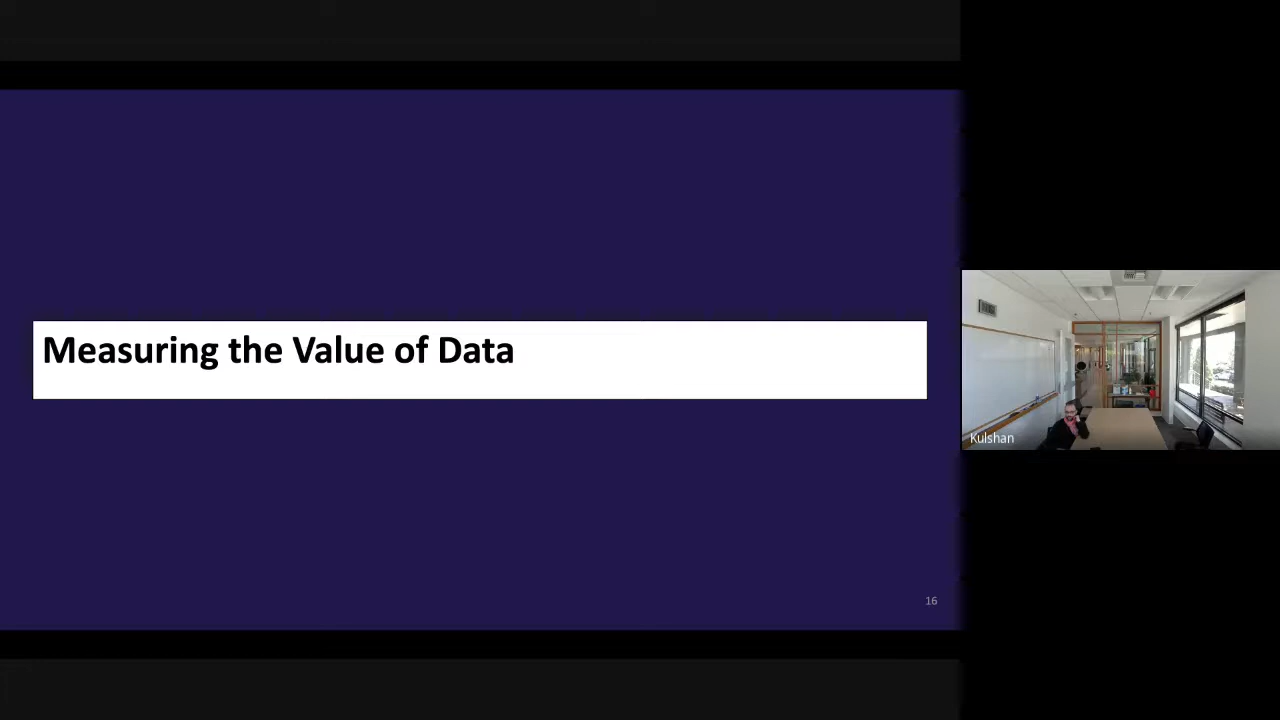 Measuring the Value of Data
Kulshan
16